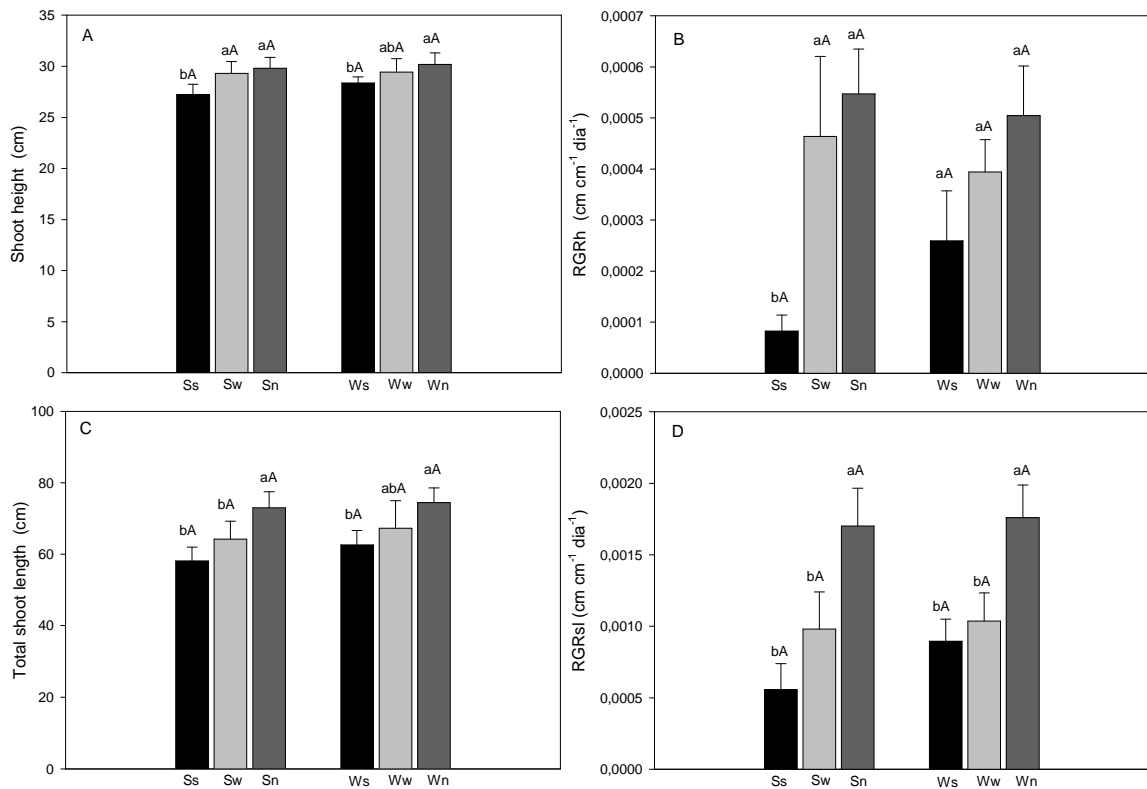 A
Shoot height (cm)
35
30
25
20
15
10
5
0
bA aA aA bA abA aA
Ss Sw Sn Ws Ww Wn
B
RGRh (cm cm-1 dia-1)
0,0007
0,0006
0,0005
0,0004
0,0003
0,0002
0,0001
0,0000
bA aA aA aA aA aA
Ss Sw Sn Ws Ww Wn
C
Total shoot length (cm)
100
80
60
40
20
0
bA bA aA bA abA aA
Ss Sw Sn Ws Ww Wn
D
RGRsl (cm cm-1 dia-1)
0,0025
0,0020
0,0015
0,0010
0,0005
0,0000
bA bA aA bA bA aA
Ss Sw Sn Ws Ww Wn